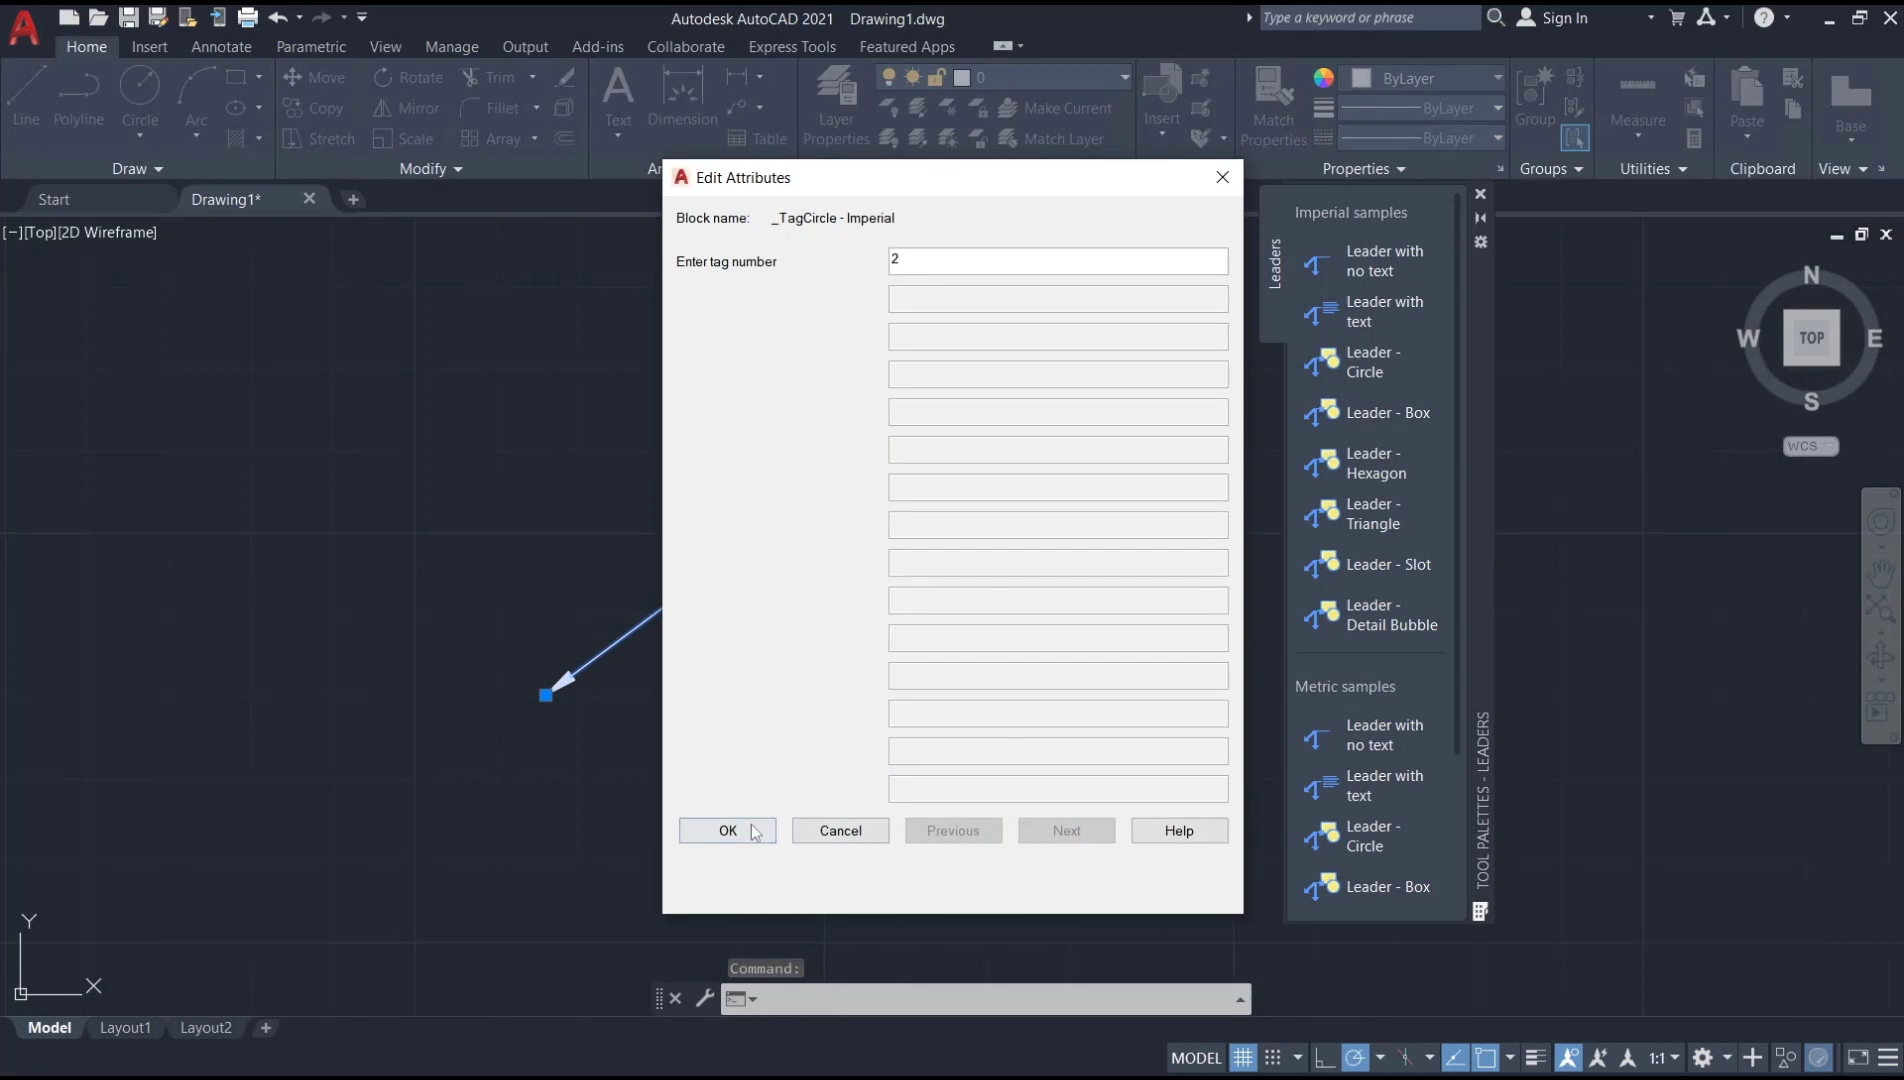 Autodesk AutoCAD 2021 Drawing1.dwg
Type a keyword or phrase
Sign In
Home Insert Annotate Parametric View Manage Output Add-ins Collaborate Express Tools Featured Apps
Line
Polyline
Circle
Arc
Draw
Move
Rotate
Trim
Copy
Mirror
Fillet
Stretch
Scale
Array
Modify
Text
Dimension
Table
Layer
Properties
0
Make Current
Match Layer
Insert
Match
Properties
ByLayer
ByLayer
ByLayer
Properties
Group
Groups
Measure
Utilities
Paste
Clipboard
Base
View
Start
Drawing1*
[−][Top][2D Wireframe]
Edit Attributes
Block name: _TagCircle - Imperial
Enter tag number
2
OK
Cancel
Previous
Next
Help
Leaders
Imperial samples
Leader with
no text
Leader with
text
Leader -
Circle
Leader - Box
Leader -
Hexagon
Leader -
Triangle
Leader - Slot
Leader -
Detail Bubble
Metric samples
Leader with
no text
Leader with
text
Leader -
Circle
Leader - Box
TOOL PALETTES - LEADERS
N
W
TOP
E
S
WCS
Y
X
Command:
Model Layout1 Layout2
MODEL
1:1